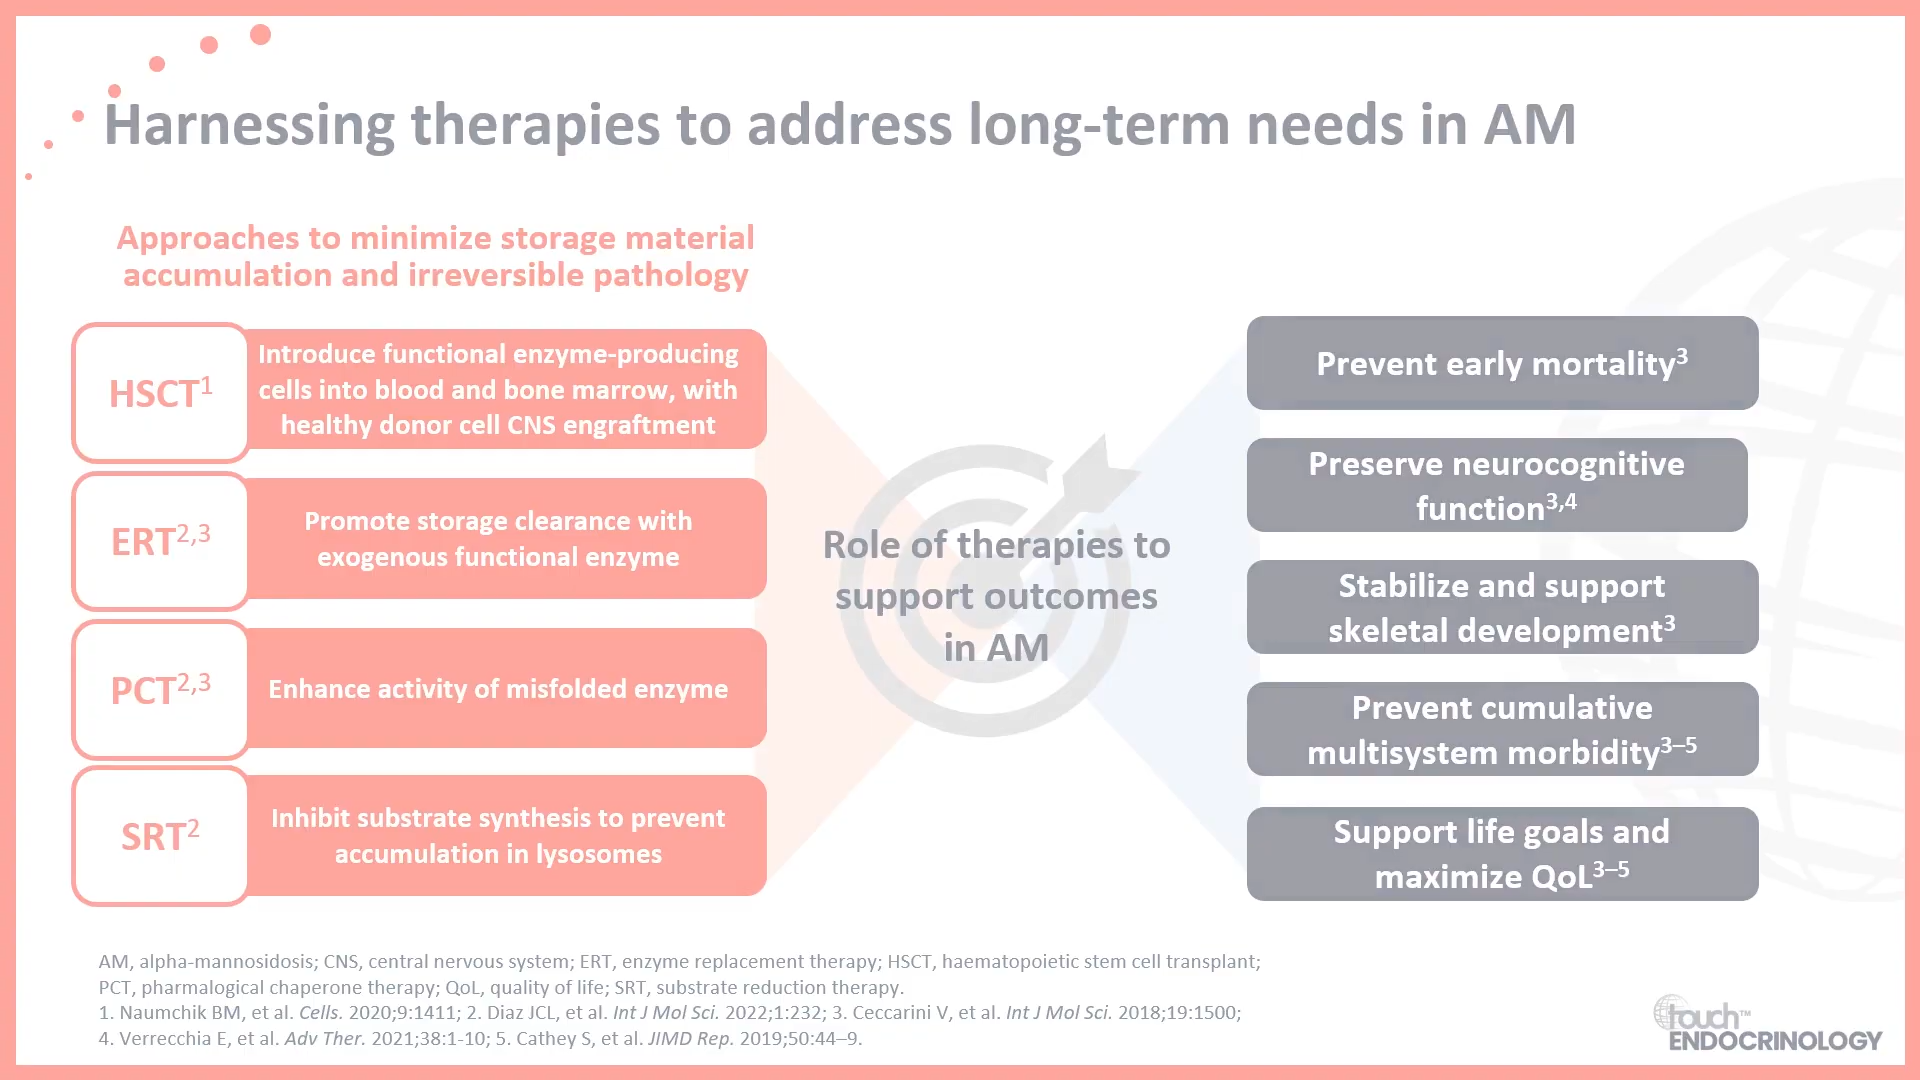 Harnessing therapies to address long-term needs in AM
Approaches to minimize storage material
accumulation and irreversible pathology
HSCT1
Introduce functional enzyme-producing
cells into blood and bone marrow, with
healthy donor cell CNS engraftment
ERT2,3
Promote storage clearance with
exogenous functional enzyme
PCT2,3
Enhance activity of misfolded enzyme
SRT2
Inhibit substrate synthesis to prevent
accumulation in lysosomes
Role of therapies to
support outcomes
in AM
Prevent early mortality3
Preserve neurocognitive
function3,4
Stabilize and support
skeletal development3
Prevent cumulative
multisystem morbidity3–5
Support life goals and
maximize QoL3–5
AM, alpha-mannosidosis; CNS, central nervous system; ERT, enzyme replacement therapy; HSCT, haematopoietic stem cell transplant;
PCT, pharmalogical chaperone therapy; QoL, quality of life; SRT, substrate reduction therapy.
1. Naumchik BM, et al. Cells. 2020;9:1411; 2. Diaz JCL, et al. Int J Mol Sci. 2022;1:232; 3. Ceccarini V, et al. Int J Mol Sci. 2018;19:1500;
4. Verrecchia E, et al. Adv Ther. 2021;38:1-10; 5. Cathey S, et al. JIMD Rep. 2019;50:44–9.
touch™
ENDOCRINOLOGY